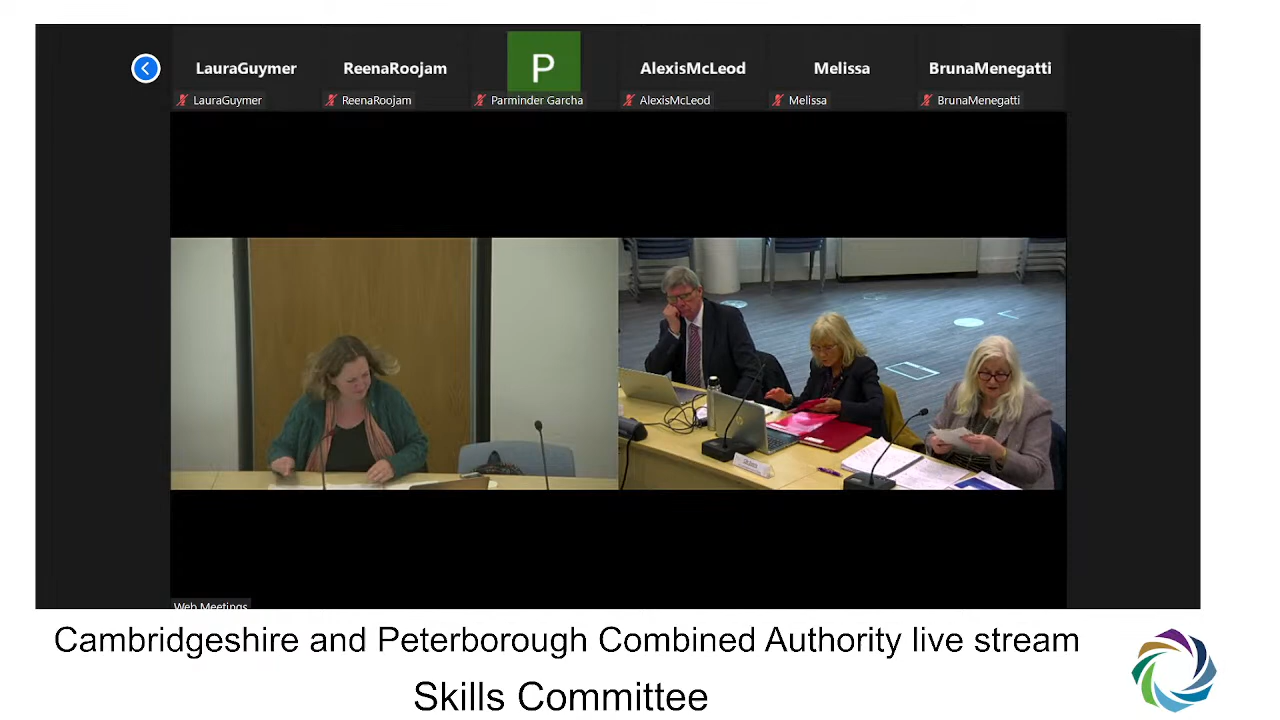 LauraGuymer ReenaRoojam P AlexisMcLeod Melissa BrunaMenegatti
LauraGuymer ReenaRoojam Parminder Garcha AlexisMcLeod Melissa BrunaMenegatti
Web Meetings
Cambridgeshire and Peterborough Combined Authority live stream
Skills Committee